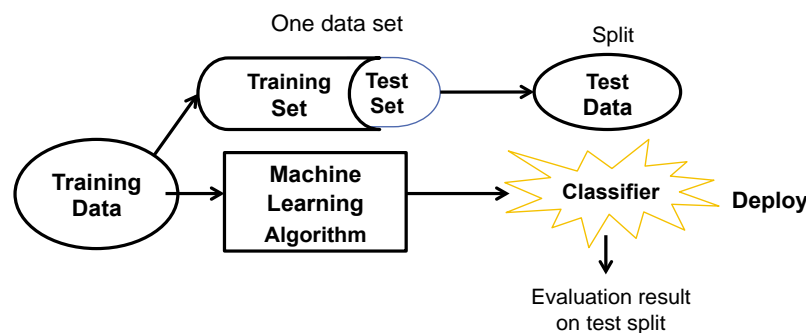 One data set
Split
Training
Set
Test
Set
Test
Data
Training
Data
Machine
Learning
Algorithm
Classifier
Deploy
Evaluation result
on test split